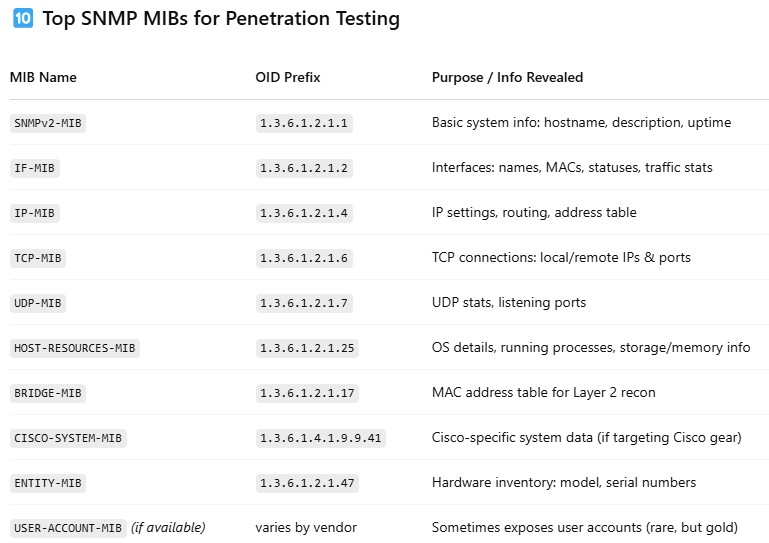 🔟 Top SNMP MIBs for Penetration Testing
MIB Name OID Prefix Purpose / Info Revealed
SNMPv2-MIB 1.3.6.1.2.1.1 Basic system info: hostname, description, uptime
IF-MIB 1.3.6.1.2.1.2 Interfaces: names, MACs, statuses, traffic stats
IP-MIB 1.3.6.1.2.1.4 IP settings, routing, address table
TCP-MIB 1.3.6.1.2.1.6 TCP connections: local/remote IPs & ports
UDP-MIB 1.3.6.1.2.1.7 UDP stats, listening ports
HOST-RESOURCES-MIB 1.3.6.1.2.1.25 OS details, running processes, storage/memory info
BRIDGE-MIB 1.3.6.1.2.1.17 MAC address table for Layer 2 recon
CISCO-SYSTEM-MIB 1.3.6.1.4.1.9.9.41 Cisco-specific system data (if targeting Cisco gear)
ENTITY-MIB 1.3.6.1.2.1.47 Hardware inventory: model, serial numbers
USER-ACCOUNT-MIB (if available) varies by vendor Sometimes exposes user accounts (rare, but gold)